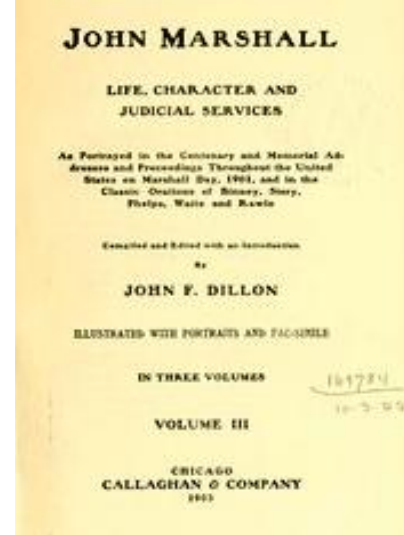 JOHN MARSHALL
LIFE, CHARACTER AND
JUDICIAL SERVICES
As Portrayed in the Centenary and Memorial Ad-
dresses and Proceedings Throughout the United
States on Marshall Day, 1901, and in the
Classic Orations of Binney, Story,
Phelps, Waite and Rawle
Compiled and Edited with an Introduction
By
JOHN F. DILLON
ILLUSTRATED WITH PORTRAITS AND FAC-SIMILE
IN THREE VOLUMES
VOLUME III
CHICAGO
CALLAGHAN & COMPANY
1903